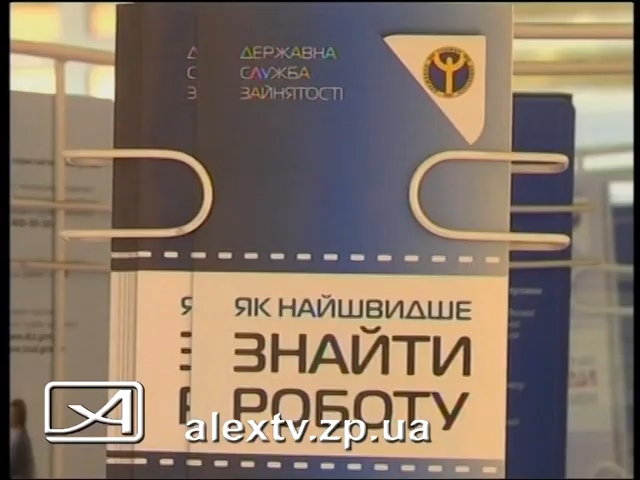 ДЕРЖАВНА
СЛУЖБА
ЗАЙНЯТОСТІ
ЯК НАЙШВИДШЕ
ЗНАЙТИ
РОБОТУ
alextv.zp.ua